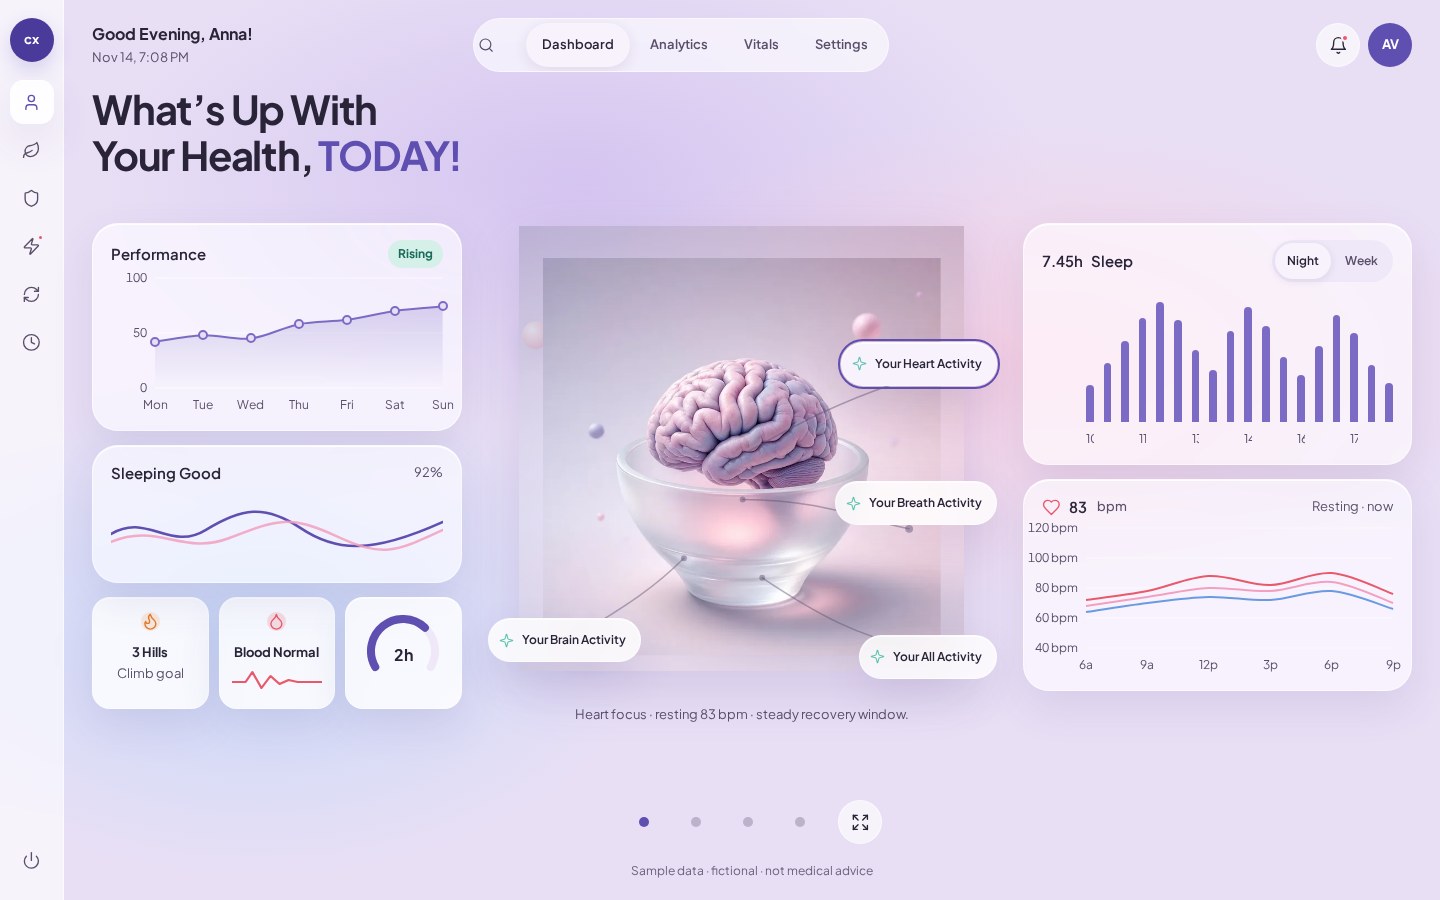 cx
Good Evening, Anna!
Nov 14, 7:08 PM
Dashboard
Analytics
Vitals
Settings
AV
What's Up With
Your Health, TODAY!
Performance
Rising
100
50
0
Mon Tue Wed Thu Fri Sat Sun
Sleeping Good
92%
3 Hills
Climb goal
Blood Normal
2h
Your Heart Activity
Your Breath Activity
Your Brain Activity
Your All Activity
Heart focus · resting 83 bpm · steady recovery window.
7.45h Sleep
Night
Week
11
83 bpm
Resting · now
120 bpm
100 bpm
80 bpm
60 bpm
40 bpm
6a 9a 12p 3p 6p 9p
Sample data · fictional · not medical advice